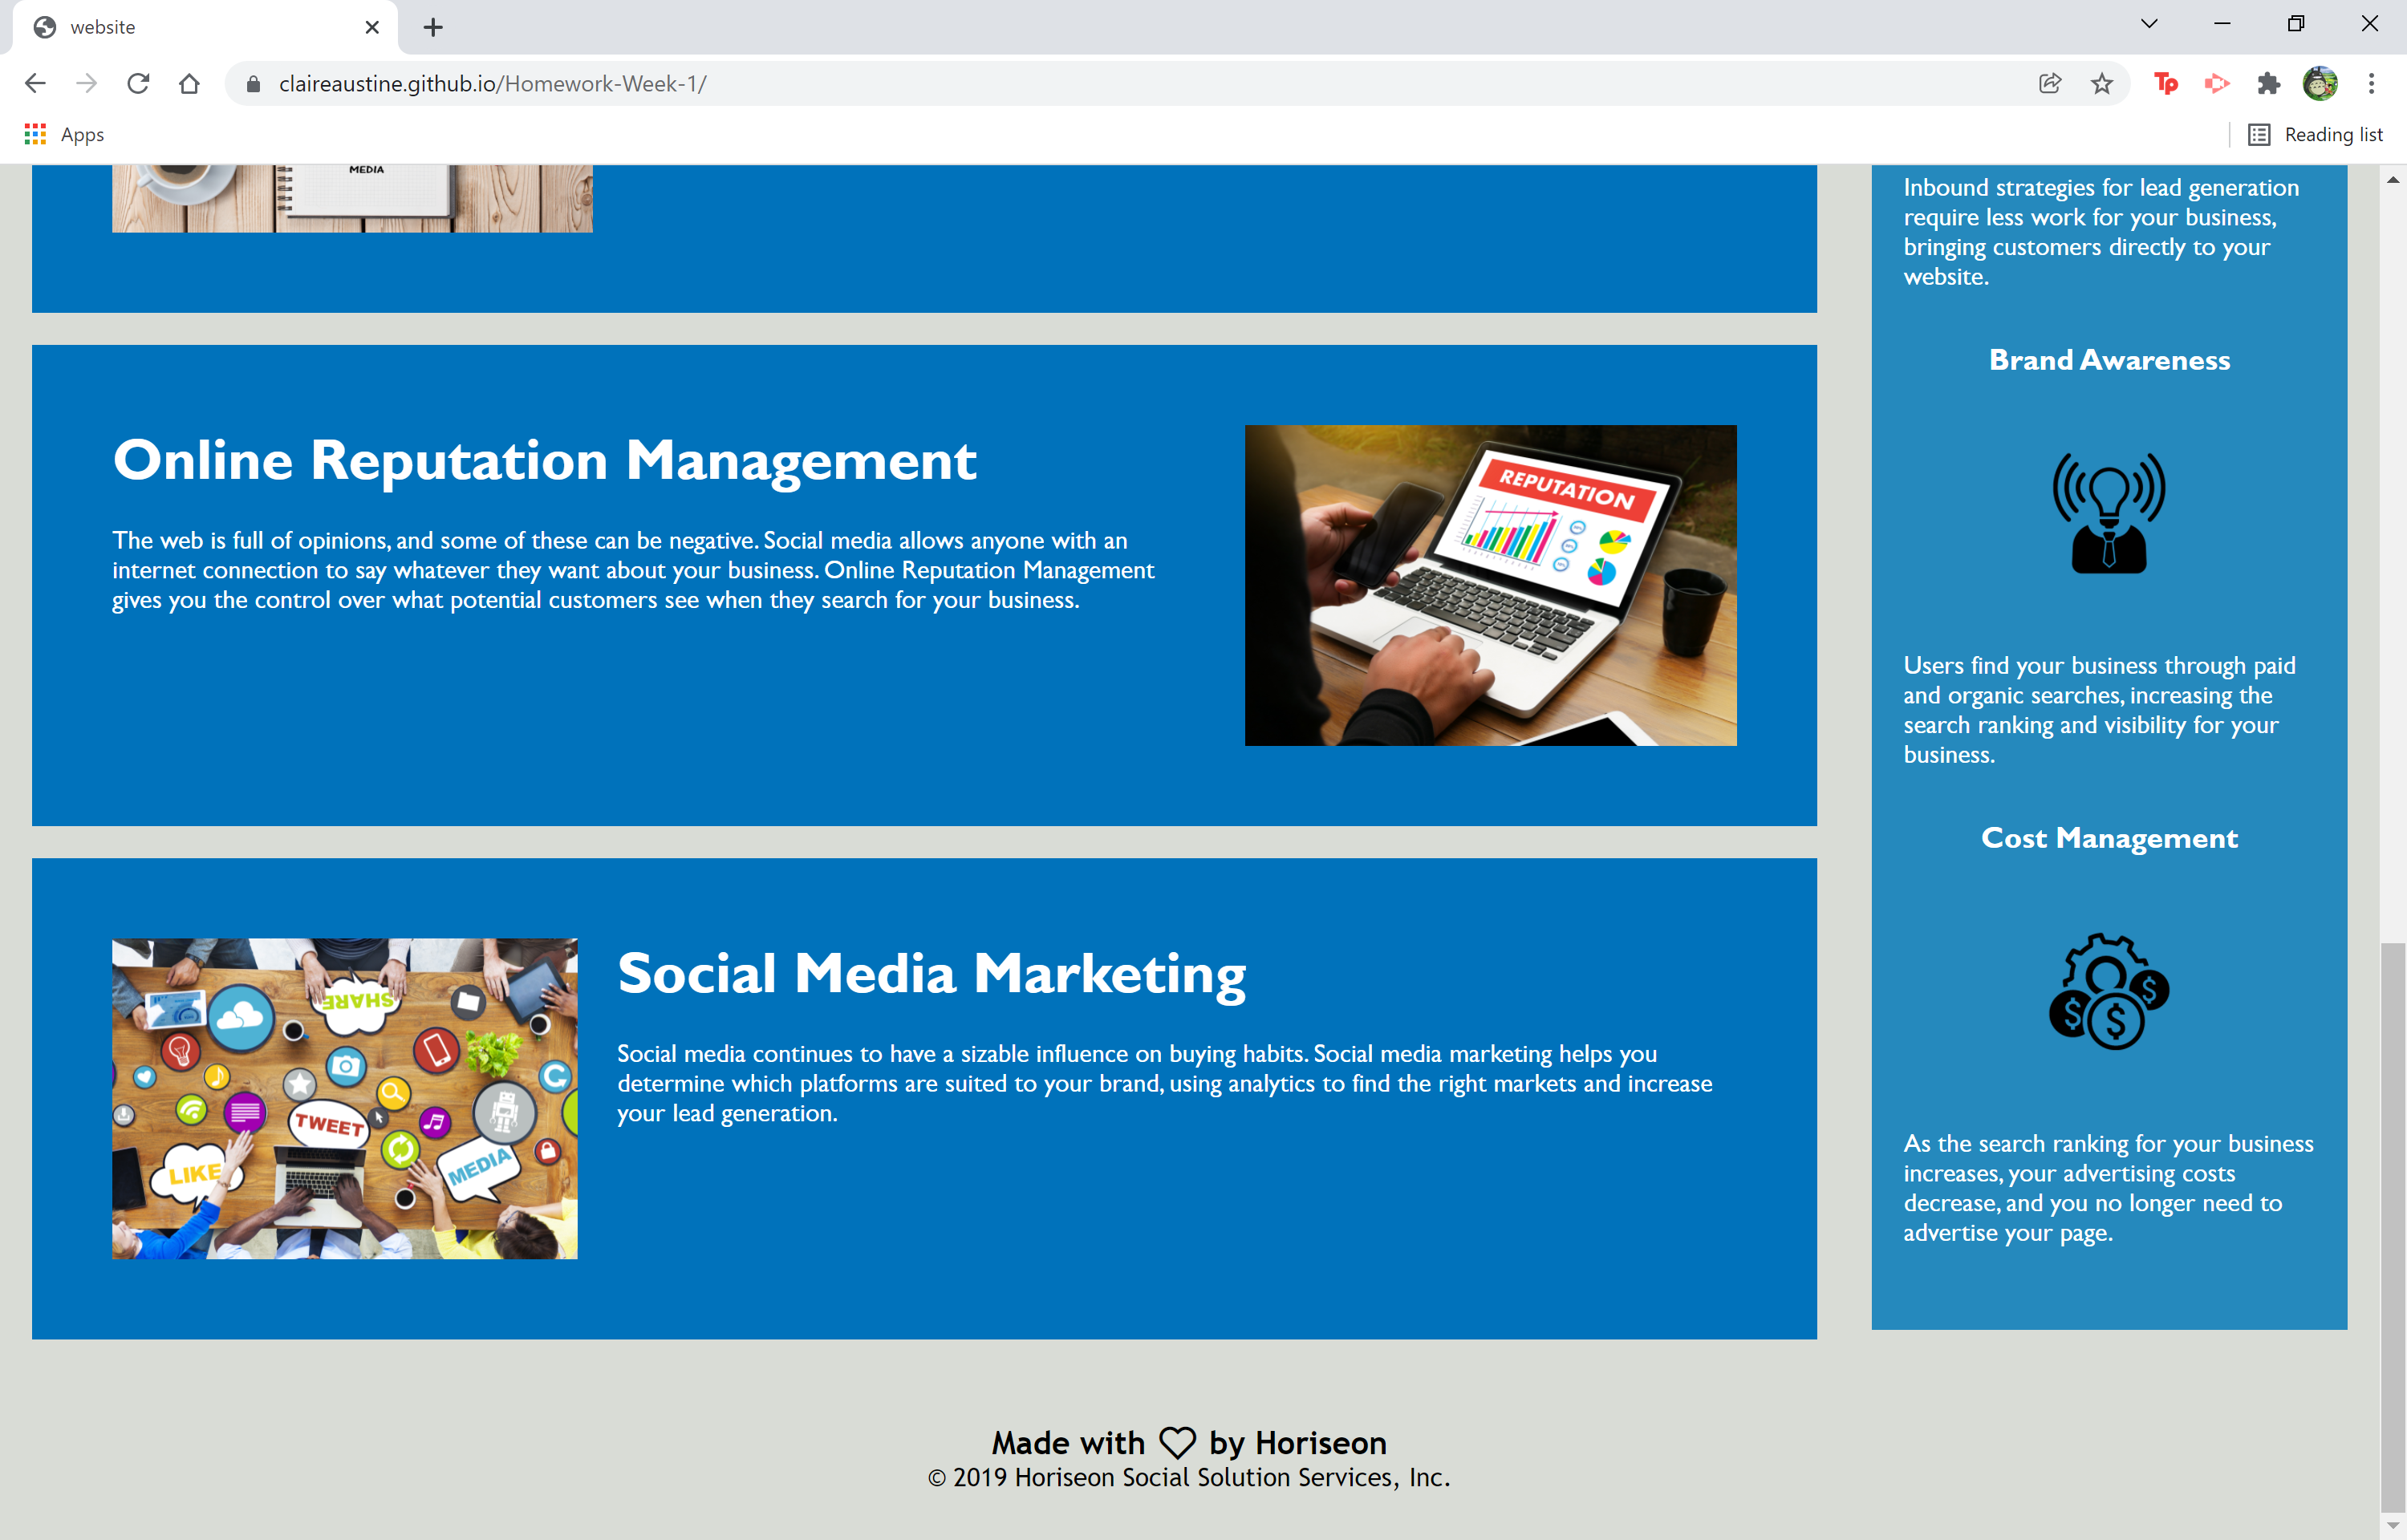 website
claireaustine.github.io/Homework-Week-1/
Tp
Apps
Reading list
MEDIA
Inbound strategies for lead generation
require less work for your business,
bringing customers directly to your
website.
Online Reputation Management
The web is full of opinions, and some of these can be negative. Social media allows anyone with an
internet connection to say whatever they want about your business. Online Reputation Management
gives you the control over what potential customers see when they search for your business.
REPUTATION
Social Media Marketing
Social media continues to have a sizable influence on buying habits. Social media marketing helps you
determine which platforms are suited to your brand, using analytics to find the right markets and increase
your lead generation.
SHARE
TWEET
LIKE
MEDIA
Brand Awareness
Users find your business through paid
and organic searches, increasing the
search ranking and visibility for your
business.
Cost Management
$ $ $
As the search ranking for your business
increases, your advertising costs
decrease, and you no longer need to
advertise your page.
Made with ♡ by Horiseon
© 2019 Horiseon Social Solution Services, Inc.